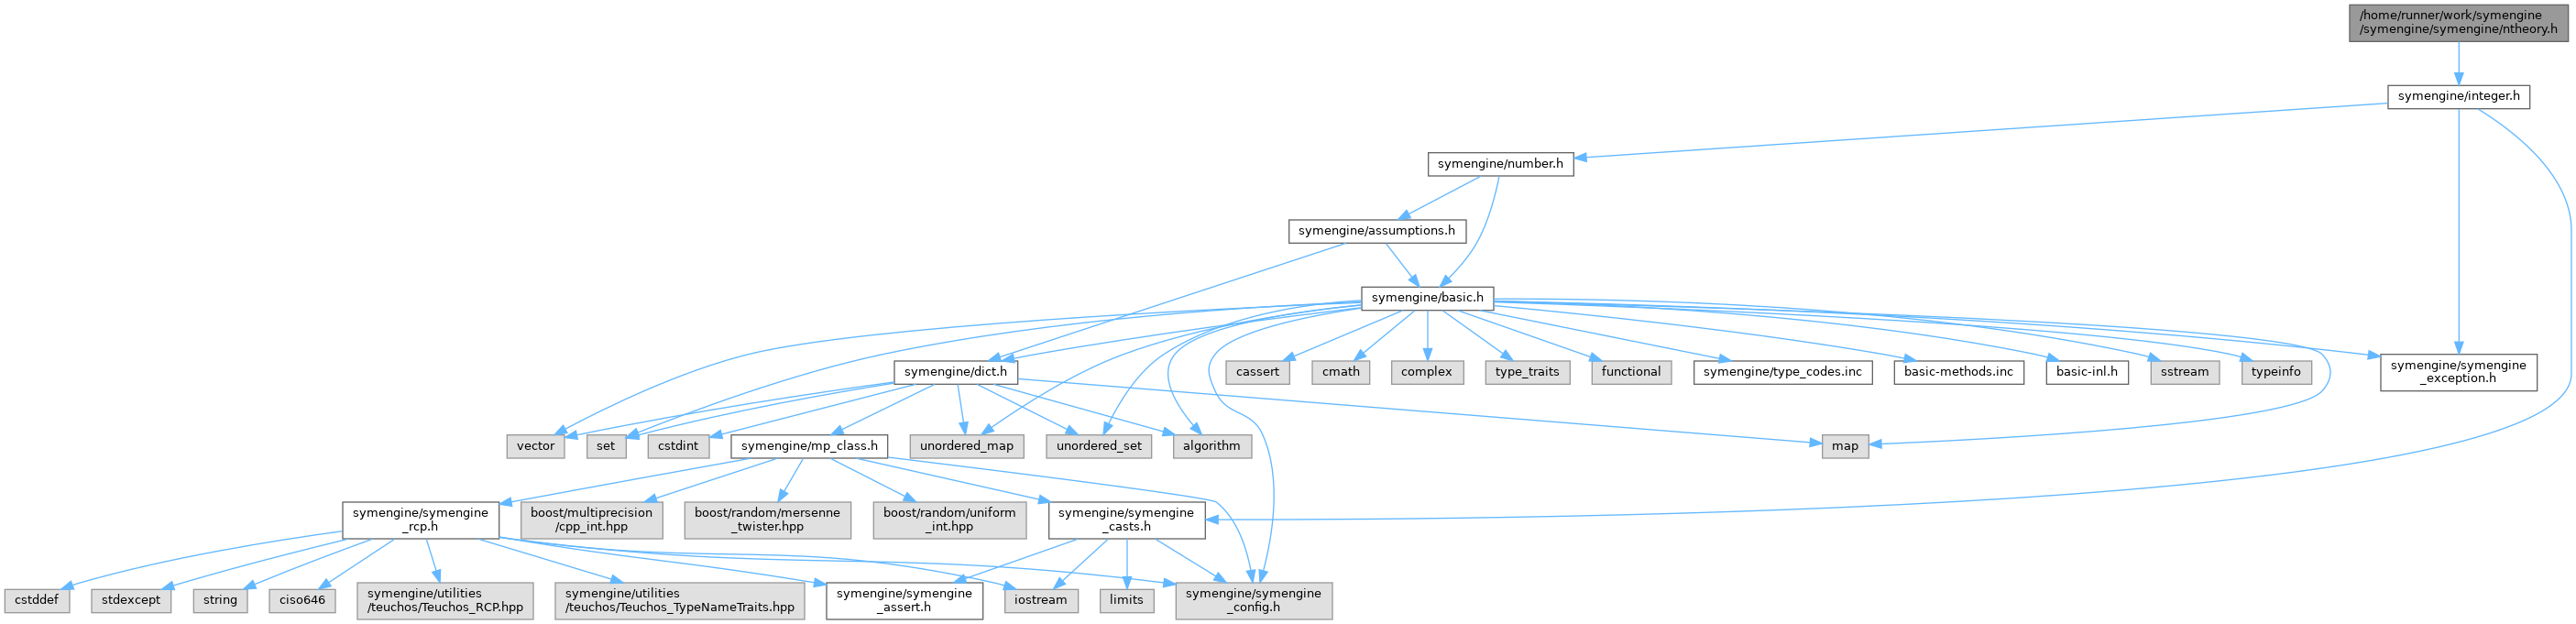 /home/runner/work/symengine
/symengine/symengine/ntheory.h
symengine/integer.h
symengine/number.h
symengine/assumptions.h
symengine/basic.h
symengine/dict.h
cassert
cmath
complex
type_traits
functional
symengine/type_codes.inc
basic-methods.inc
basic-inl.h
sstream
typeinfo
symengine/symengine
_exception.h
vector
set
cstdint
symengine/mp_class.h
unordered_map
unordered_set
algorithm
map
symengine/symengine
_rcp.h
boost/multiprecision
/cpp_int.hpp
boost/random/mersenne
_twister.hpp
boost/random/uniform
_int.hpp
symengine/symengine
_casts.h
cstddef
stdexcept
string
ciso646
symengine/utilities
/teuchos/Teuchos_RCP.hpp
symengine/utilities
/teuchos/Teuchos_TypeNameTraits.hpp
symengine/symengine
_assert.h
iostream
limits
symengine/symengine
_config.h